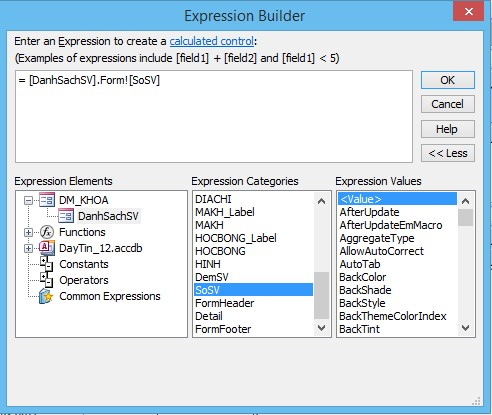 Expression Builder
Enter an Expression to create a calculated control:
(Examples of expressions include [field1] + [field2] and [field1] < 5)
= [DanhSachSV].Form![SoSV]
OK
Cancel
Help
<< Less
Expression Elements
DM_KHOA
DanhSachSV
Functions
DayTin_12.accdb
Constants
Operators
Common Expressions
Expression Categories
DIACHI
MAKH_Label
MAKH
HOCBONG_Label
HOCBONG
HINH
DemSV
SoSV
FormHeader
Detail
FormFooter
Expression Values
<Value>
AfterUpdate
AfterUpdateEmMacro
AggregateType
AllowAutoCorrect
AutoTab
BackColor
BackShade
BackStyle
BackThemeColorIndex
BackTint